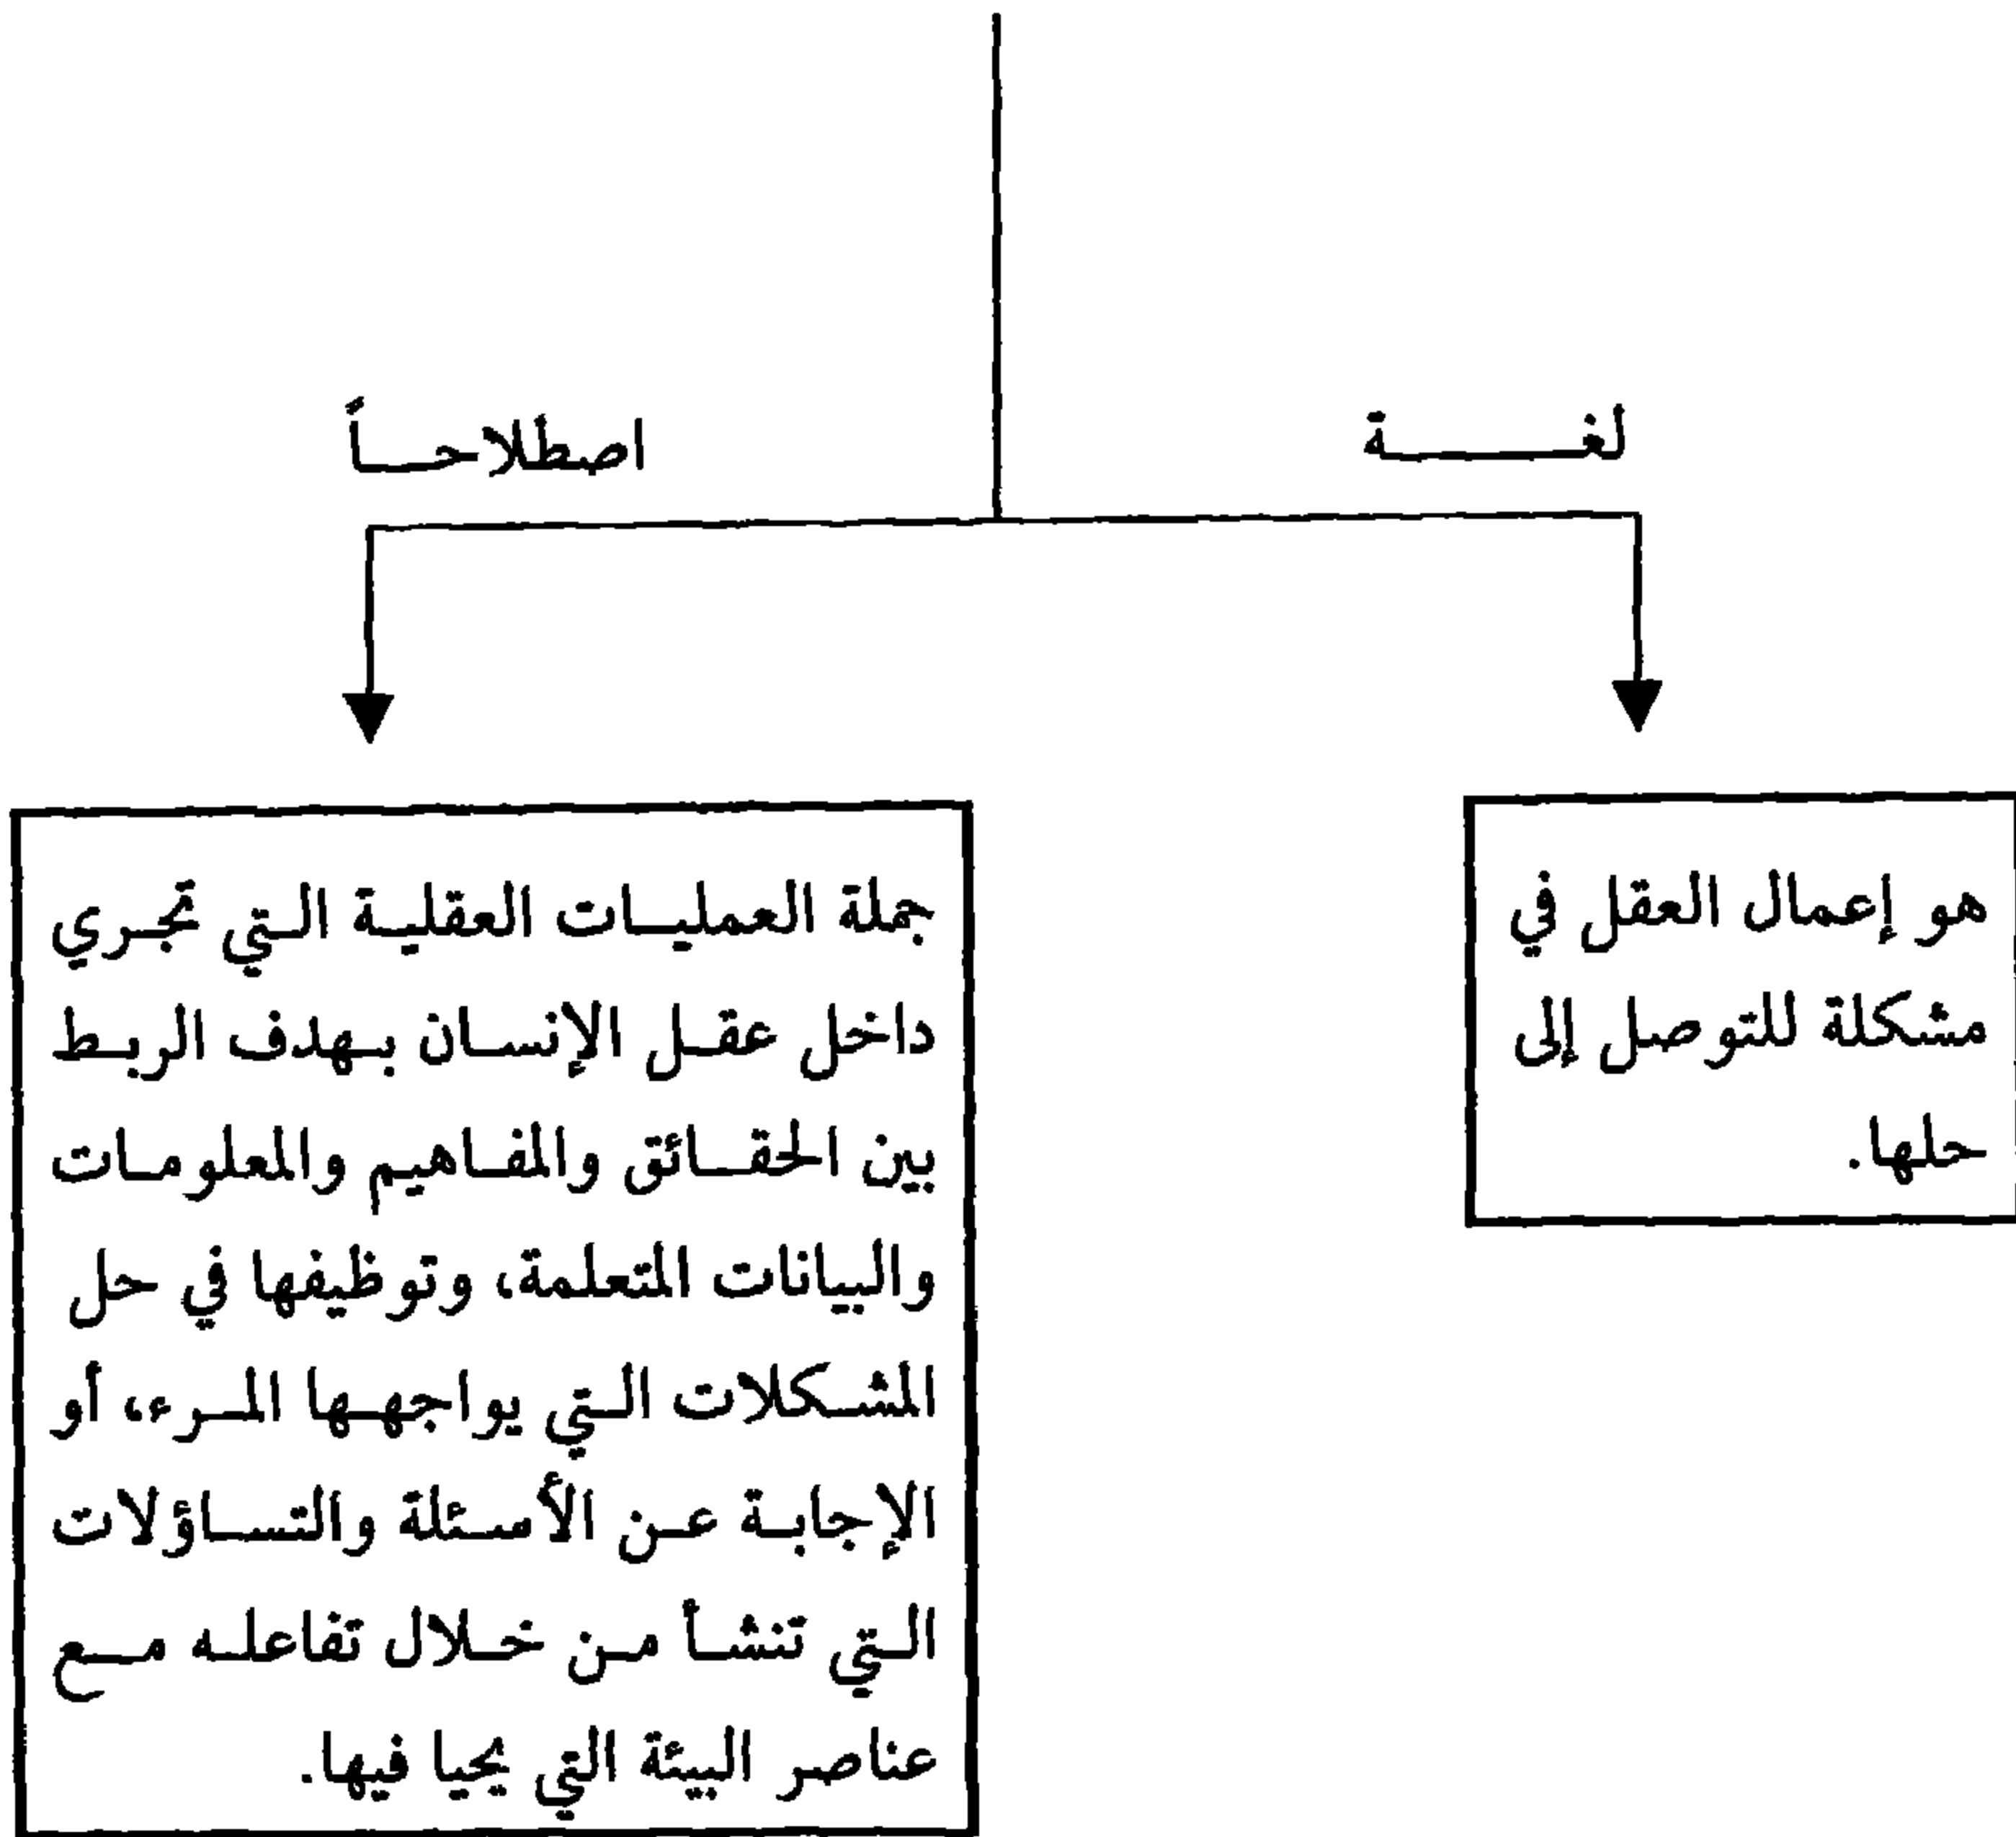 لغة
اصطلاحاً
هو إعمال العقل في
مشكلة للتوصل إلى
حلها.
جملة العمليات العقلية التي تجري
داخل عقل الإنسان بهدف الربط
بين الحقائق والمفاهيم والمعلومات
والبيانات المتعلمة، وتوظيفها في حل
المشكلات التي يواجهها المرء، أو
الإجابة عن الأسئلة والتساؤلات
التي تنشأ من خلال تفاعله مع
عناصر البيئة التي يحيا فيها.